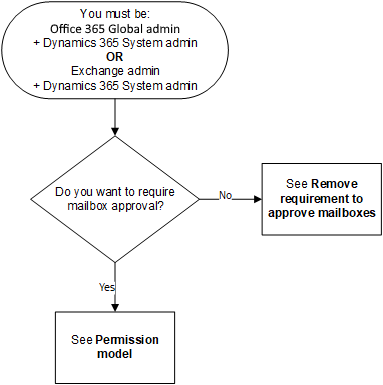 You must be:
Office 365 Global admin
+ Dynamics 365 System admin
OR
Exchange admin
+ Dynamics 365 System admin
Do you want to require
mailbox approval?
No
See Remove
requirement to
approve mailboxes
Yes
See Permission
model